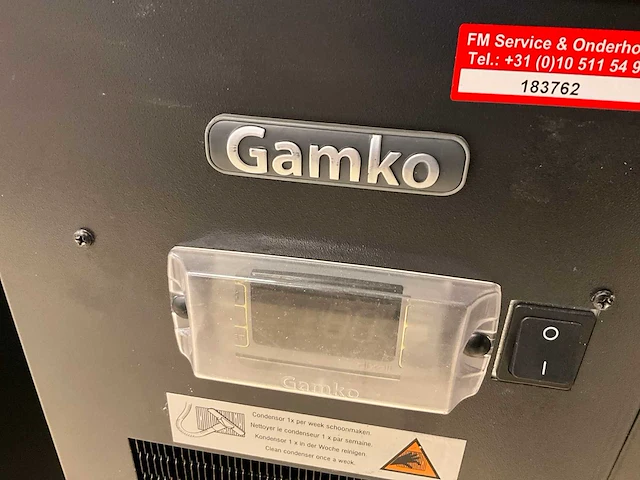 FM Service & Onderho
Tel.: +31 (0)10 511 54 9
183762
Gamko
O
I
Gamko
Condensor 1x per week schoonmaken.
Nettoyer le condenseur 1 x par semaine.
Kondensor 1 x in der Woche reinigen.
Clean condenser once a week.